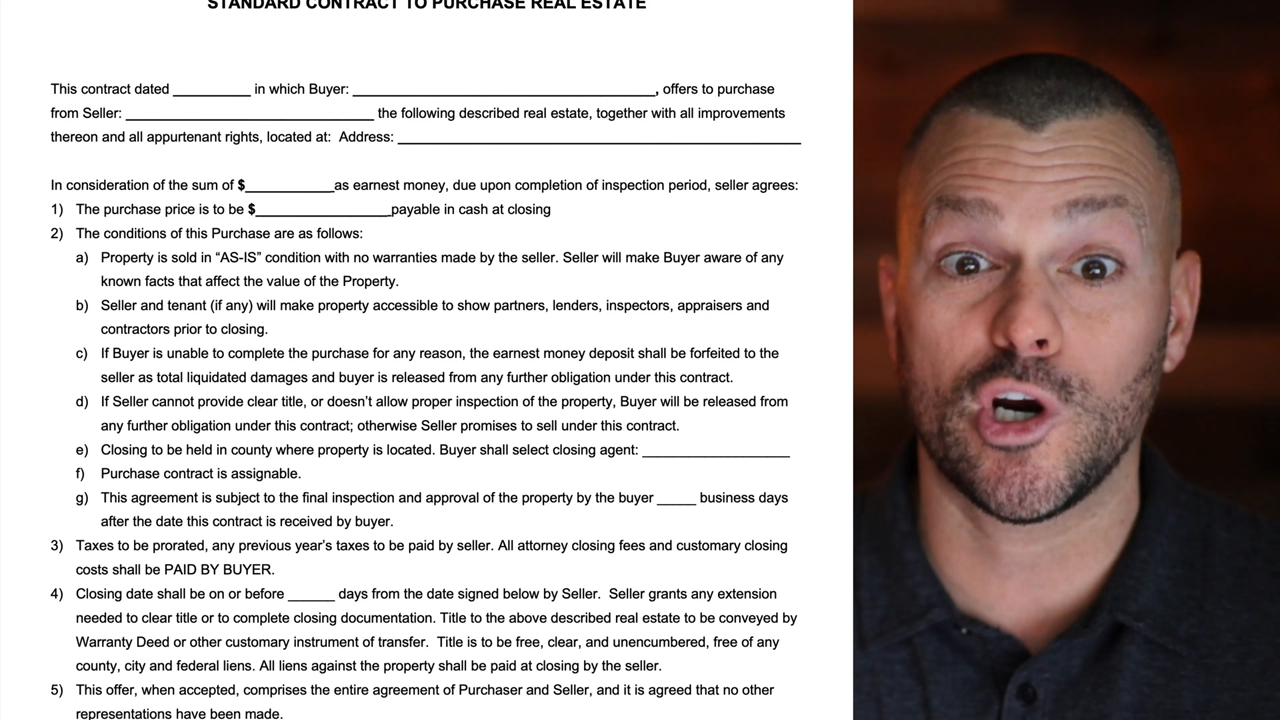 STANDARD CONTRACT TO PURCHASE REAL ESTATE
This contract dated __________ in which Buyer: _______________________________________, offers to purchase
from Seller: ________________________________ the following described real estate, together with all improvements
thereon and all appurtenant rights, located at: Address: ____________________________________________________
In consideration of the sum of $___________as earnest money, due upon completion of inspection period, seller agrees:
1) The purchase price is to be $_________________payable in cash at closing
2) The conditions of this Purchase are as follows:
a) Property is sold in “AS-IS” condition with no warranties made by the seller. Seller will make Buyer aware of any
known facts that affect the value of the Property.
b) Seller and tenant (if any) will make property accessible to show partners, lenders, inspectors, appraisers and
contractors prior to closing.
c) If Buyer is unable to complete the purchase for any reason, the earnest money deposit shall be forfeited to the
seller as total liquidated damages and buyer is released from any further obligation under this contract.
d) If Seller cannot provide clear title, or doesn’t allow proper inspection of the property, Buyer will be released from
any further obligation under this contract; otherwise Seller promises to sell under this contract.
e) Closing to be held in county where property is located. Buyer shall select closing agent: ___________________
f) Purchase contract is assignable.
g) This agreement is subject to the final inspection and approval of the property by the buyer _____ business days
after the date this contract is received by buyer.
3) Taxes to be prorated, any previous year’s taxes to be paid by seller. All attorney closing fees and customary closing
costs shall be PAID BY BUYER.
4) Closing date shall be on or before ______ days from the date signed below by Seller. Seller grants any extension
needed to clear title or to complete closing documentation. Title to the above described real estate to be conveyed by
Warranty Deed or other customary instrument of transfer. Title is to be free, clear, and unencumbered, free of any
county, city and federal liens. All liens against the property shall be paid at closing by the seller.
5) This offer, when accepted, comprises the entire agreement of Purchaser and Seller, and it is agreed that no other
representations have been made.